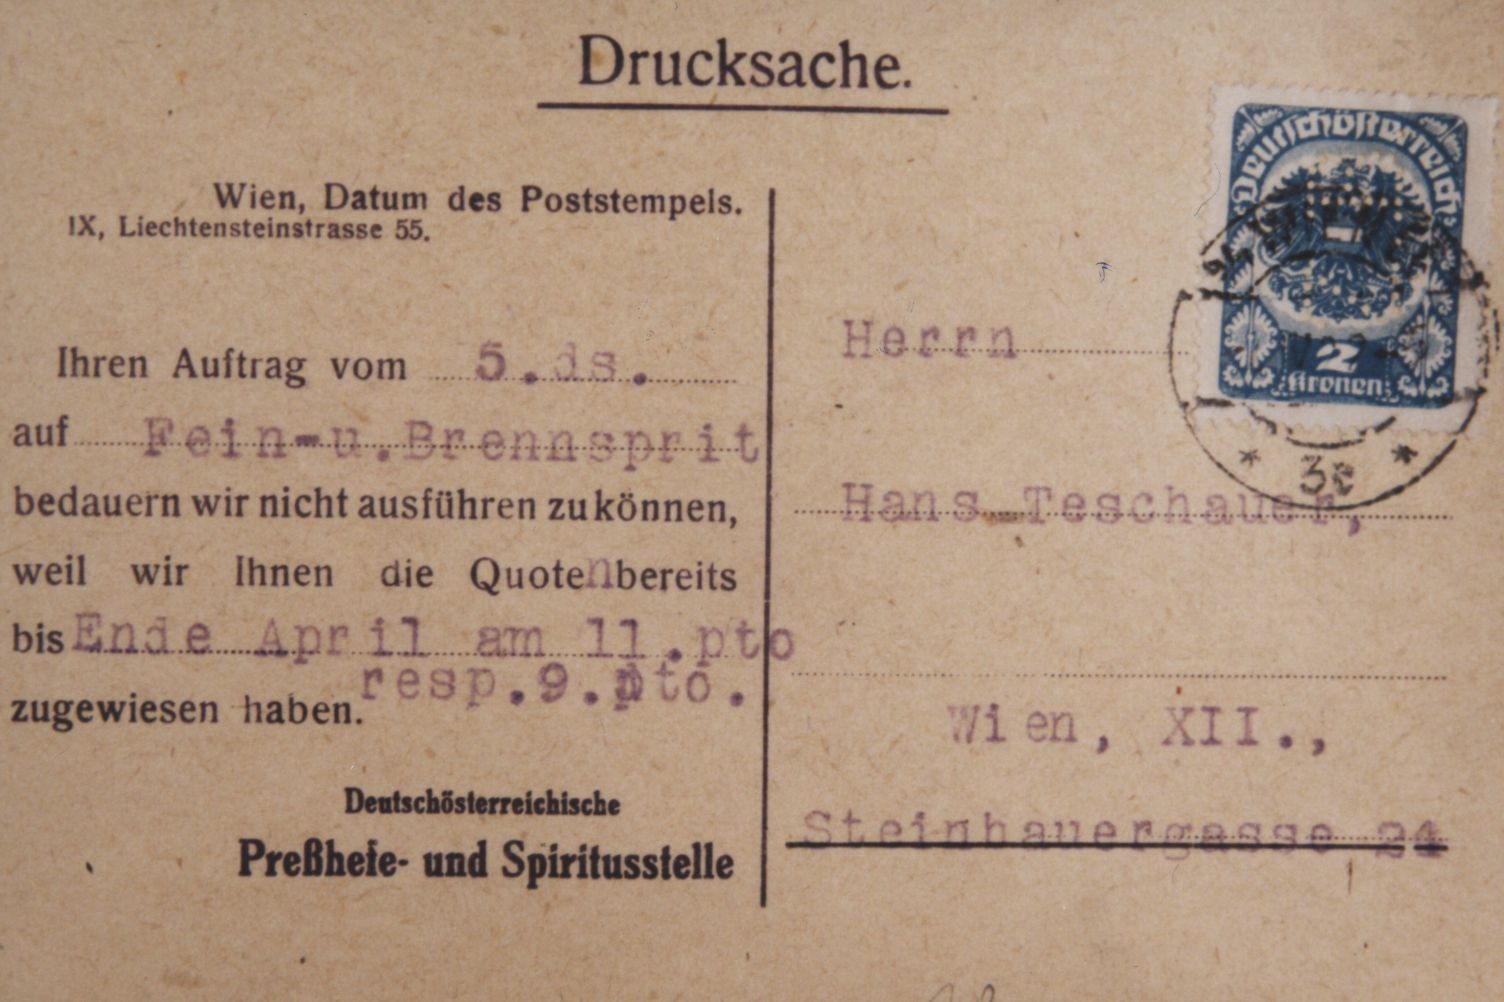 Drucksache.
Wien, Datum des Poststempels.
IX, Liechtensteinstrasse 55.
Ihren Auftrag vom 5.ds.
auf Fein-u.Brennsprit
bedauern wir nicht ausführen zu können,
weil wir Ihnen die Quoten bereits
bis Ende April am 11.pto
resp.9.pto.
zugewiesen haben.
Deutschösterreichische
Preßhefe- und Spiritusstelle
Deutschösterreich
2
Kronen
* 3e *
Herrn
Hans Teschauer,
Wien, XII.,
Steinhauergasse 24